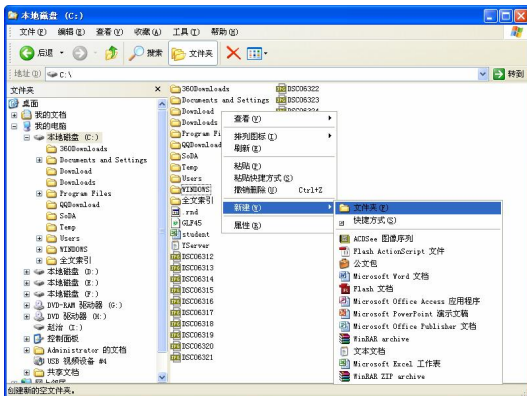 本地磁盘 (C:)
文件(F) 编辑(E) 查看(V) 收藏(A) 工具(T) 帮助(H)
后退 搜索 文件夹
地址(D) C:\ 转到
文件夹
桌面
我的文档
我的电脑
本地磁盘 (C:)
360Downloads
Documents and Settings
Download
Downloads
Program Files
QQDownload
SoDA
Temp
Users
WINDOWS
全文索引
本地磁盘 (D:)
本地磁盘 (E:)
本地磁盘 (F:)
DVD-RAM 驱动器 (G:)
DVD 驱动器 (H:)
赵治 (I:)
控制面板
Administrator 的文档
USB 视频设备 #4
共享文档
网上邻居
360Downloads
Documents and Settings
Download
Downloads
Program Fi
QQDownload
SoDA
Temp
Users
WINDOWS
全文索引
.rnd
GLF45
student
TServer
DSC06312
DSC06313
DSC06314
DSC06315
DSC06316
DSC06317
DSC06318
DSC06319
DSC06320
DSC06321
DSC06322
DSC06323
DSC06324
查看(V)
排列图标(I)
刷新(E)
粘贴(P)
粘贴快捷方式(S)
撤销删除(U) Ctrl+Z
新建(W)
属性(R)
文件夹(F)
快捷方式(S)
ACDSee 图像序列
Flash ActionScript 文件
公文包
Microsoft Word 文档
Flash 文档
Microsoft Office Access 应用程序
Microsoft PowerPoint 演示文稿
Microsoft Office Publisher 文档
WinRAR archive
文本文档
Microsoft Excel 工作表
WinRAR ZIP archive
创建新的空文件夹。